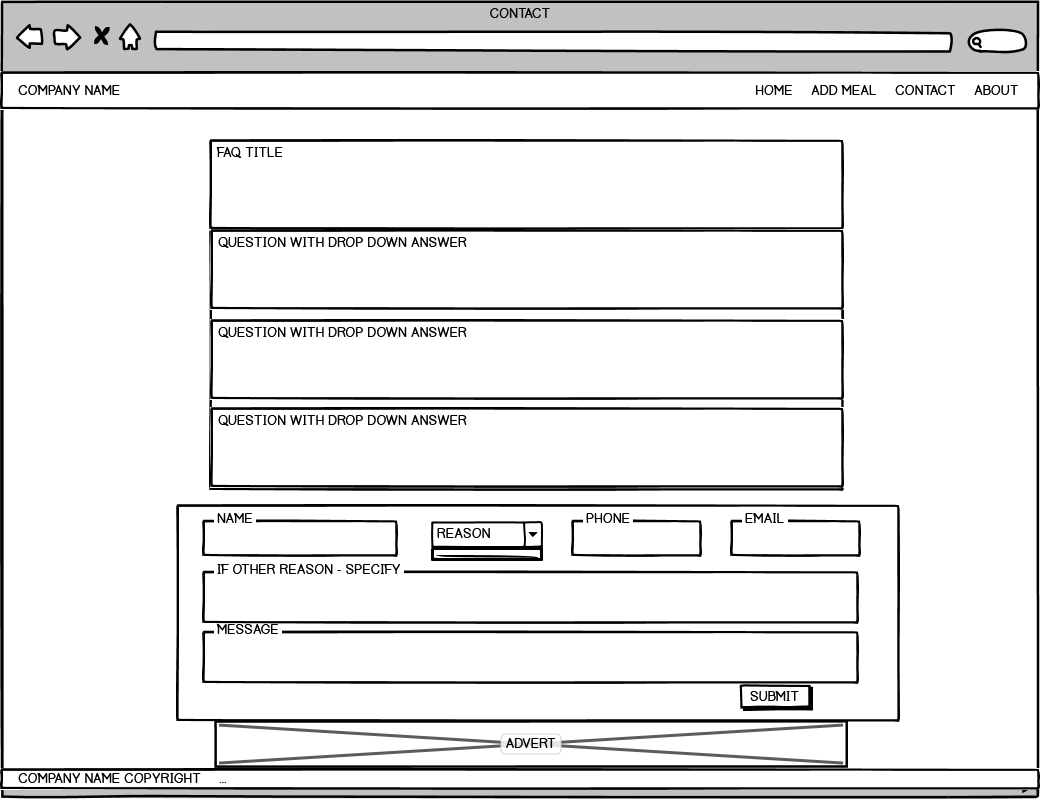 CONTACT
COMPANY NAME HOME ADD MEAL CONTACT ABOUT
FAQ TITLE
QUESTION WITH DROP DOWN ANSWER
QUESTION WITH DROP DOWN ANSWER
QUESTION WITH DROP DOWN ANSWER
NAME REASON PHONE EMAIL
IF OTHER REASON - SPECIFY
MESSAGE
SUBMIT
ADVERT
COMPANY NAME COPYRIGHT ...